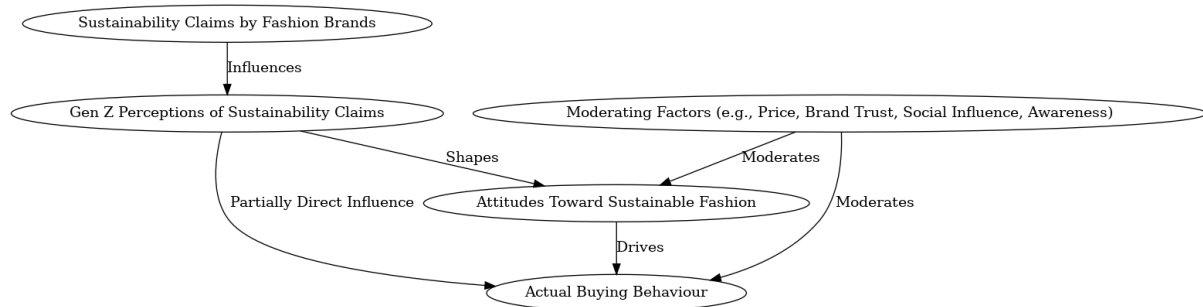 Sustainability Claims by Fashion Brands
Influences
Gen Z Perceptions of Sustainability Claims
Moderating Factors (e.g., Price, Brand Trust, Social Influence, Awareness)
Shapes
Moderates
Partially Direct Influence
Attitudes Toward Sustainable Fashion
Moderates
Drives
Actual Buying Behaviour